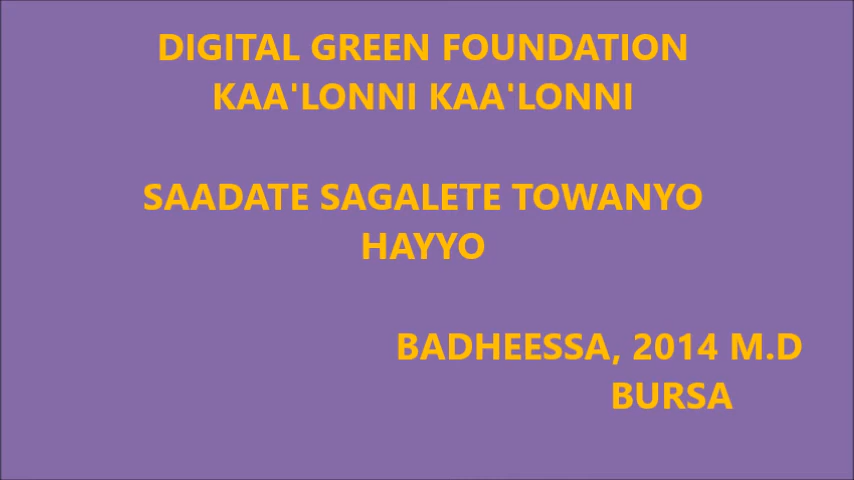 DIGITAL GREEN FOUNDATION
KAA'LONNI KAA'LONNI
SAADATE SAGALETE TOWANYO
HAYYO
BADHEESSA, 2014 M.D
BURSA